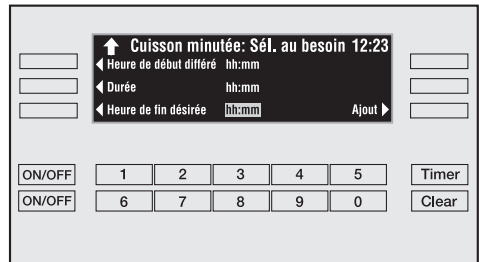 Cuisson minutée: Sél. au besoin 12:23
Heure de début différé hh:mm
Durée hh:mm
Heure de fin désirée hh:mm Ajout
ON/OFF 1 2 3 4 5 Timer
ON/OFF 6 7 8 9 0 Clear